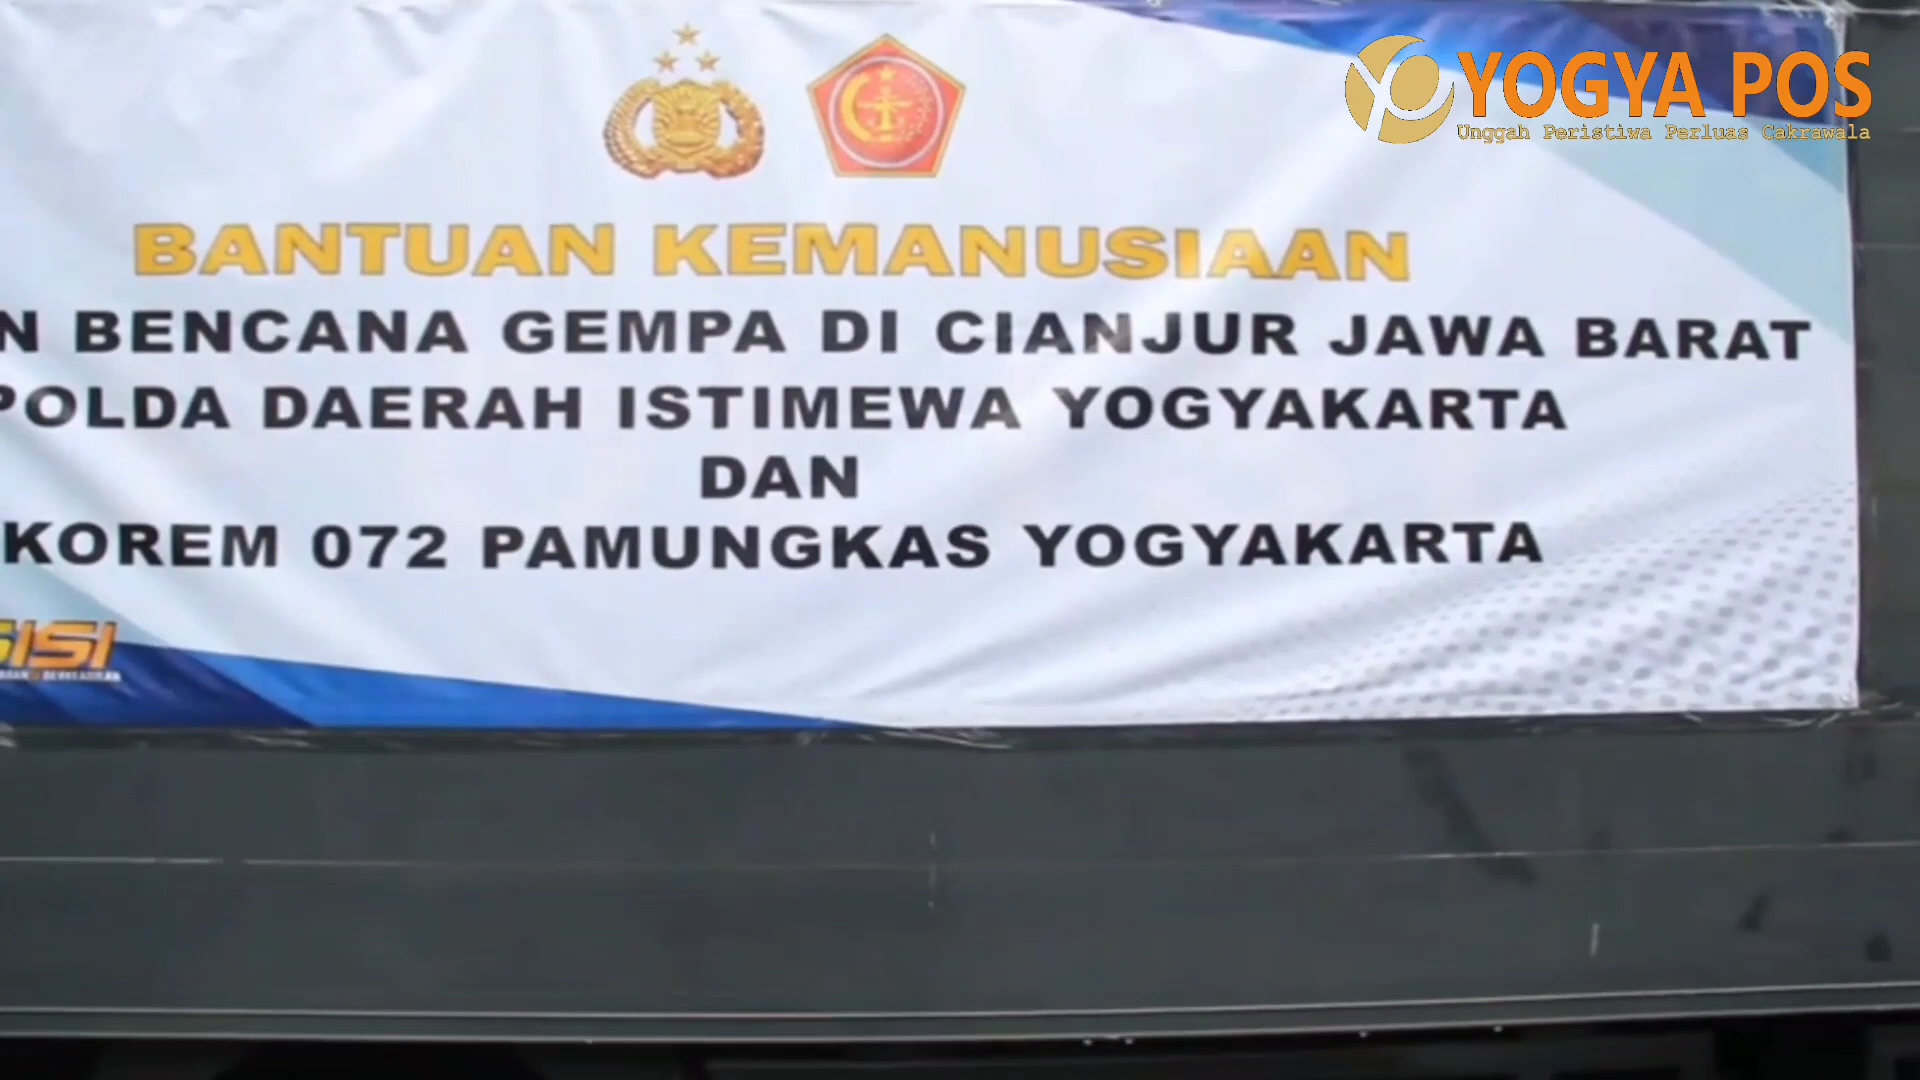 YOGYA POS
Unggah Peristiwa Perluas Cakrawala
BANTUAN KEMANUSIAAN
N BENCANA GEMPA DI CIANJUR JAWA BARAT
POLDA DAERAH ISTIMEWA YOGYAKARTA
DAN
KOREM 072 PAMUNGKAS YOGYAKARTA
ISI